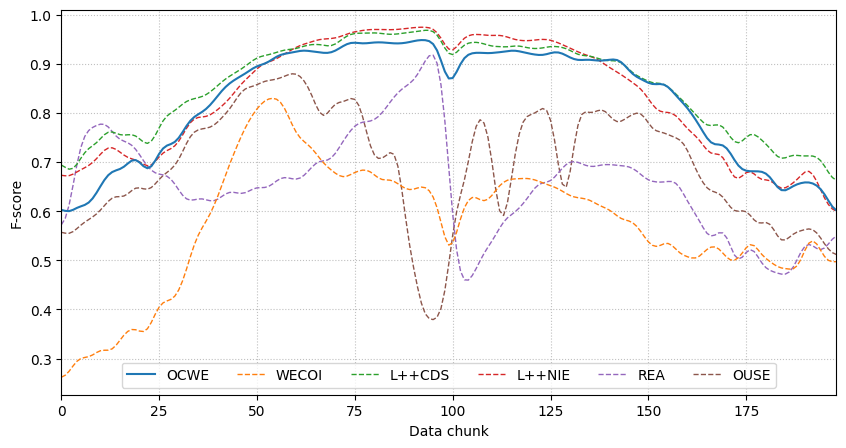 1.0
0.9
0.8
0.7
0.6
0.5
0.4
0.3
F-score
OCWE WECOI L++CDS L++NIE REA OUSE
0 25 50 75 100 125 150 175
Data chunk